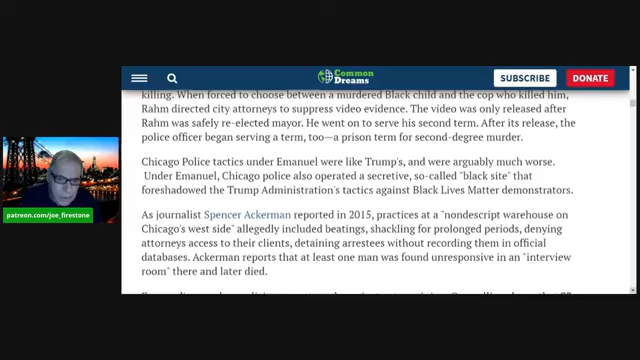 Common
Dreams
SUBSCRIBE
DONATE
killing. When forced to choose between a murdered Black child and the cop who killed him,
Rahm directed city attorneys to suppress video evidence. The video was only released after
Rahm was safely re-elected mayor. He went on to serve his second term. After its release, the
police officer began serving a term, too—a prison term for second-degree murder.
Chicago Police tactics under Emanuel were like Trump's, and were arguably much worse.
Under Emanuel, Chicago police also operated a secretive, so-called "black site" that
foreshadowed the Trump Administration's tactics against Black Lives Matter demonstrators.
As journalist Spencer Ackerman reported in 2015, practices at a "nondescript warehouse on
Chicago's west side" allegedly included beatings, shackling for prolonged periods, denying
attorneys access to their clients, detaining arrestees without recording them in official
databases. Ackerman reports that at least one man was found unresponsive in an "interview
room" there and later died.
patreon.com/joe_firestone